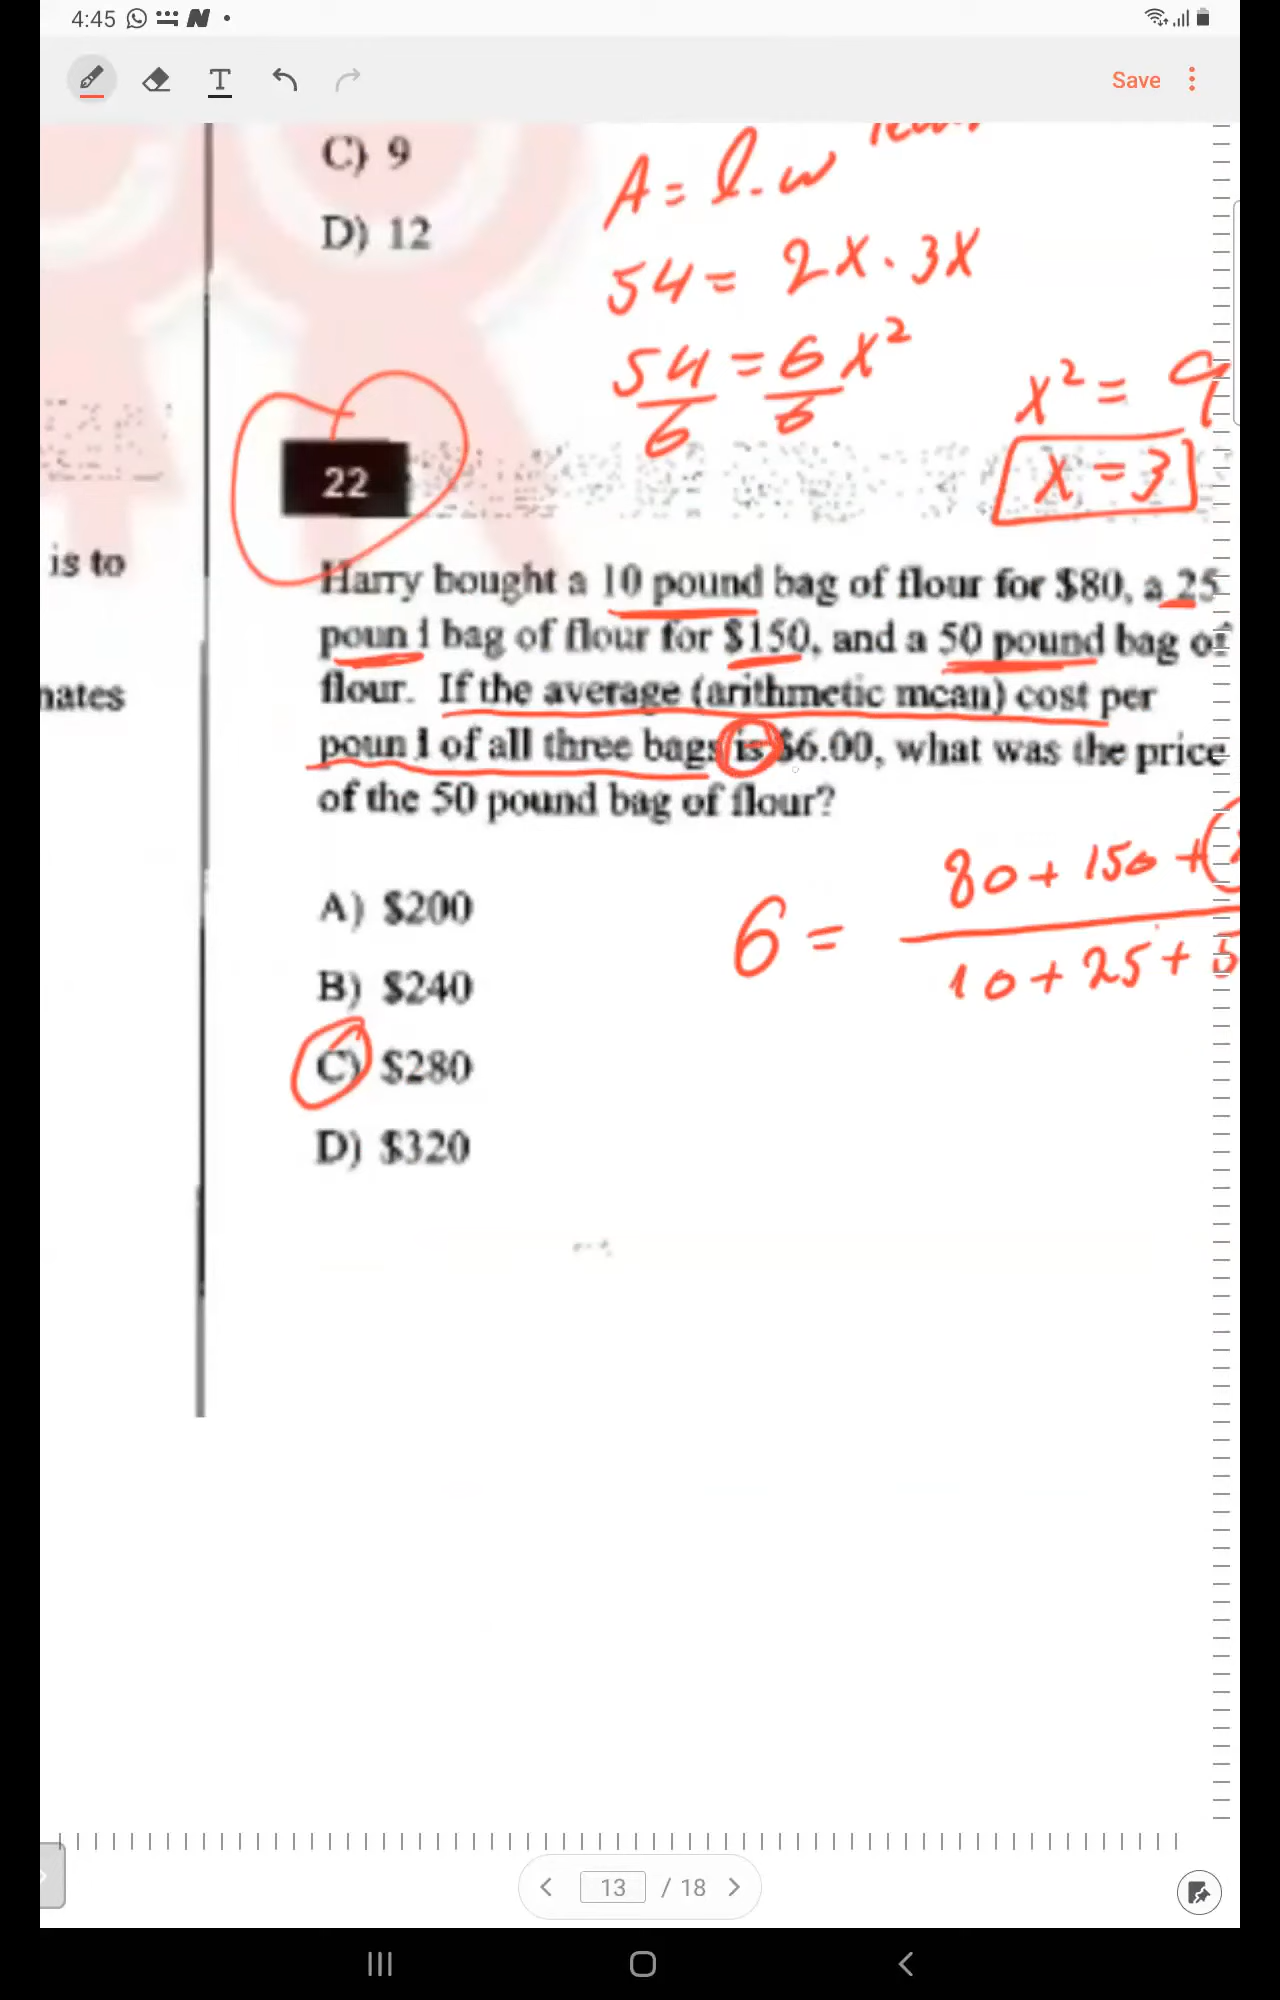 4:45
Save
C) 9
D) 12
A = l . w
54 = 2x . 3x
54/6 = 6x²/6
x² = 9
x = 3
22
is to
Harry bought a 10 pound bag of flour for $80, a 25
poun l bag of flour for $150, and a 50 pound bag of
nates
flour. If the average (arithmetic mean) cost per
poun l of all three bags is $6.00, what was the price
of the 50 pound bag of flour?
A) $200
6 = 80 + 150 + ( / 10 + 25 + 5
B) $240
C) $280
D) $320
13 / 18